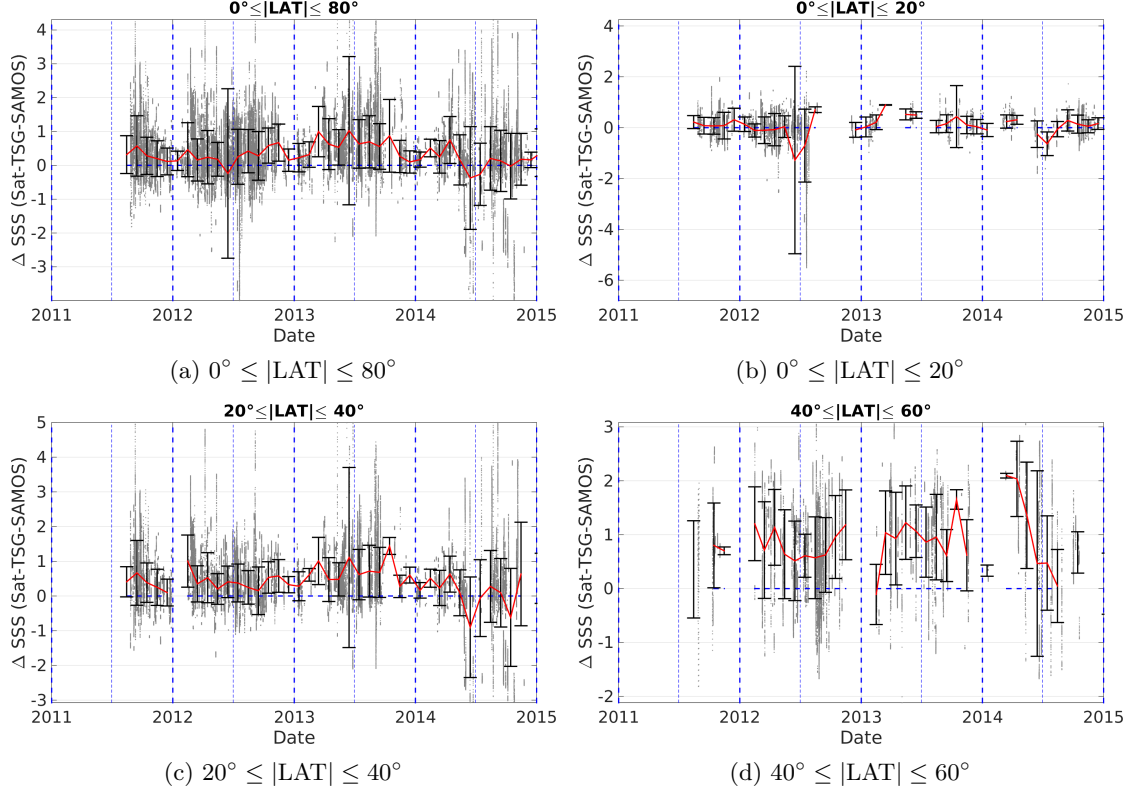 0°≤|LAT|≤ 80°
Δ SSS (Sat-TSG-SAMOS)
4
3
2
1
0
-1
-2
-3
2011 2012 2013 2014 2015
Date
(a) 0° ≤ |LAT| ≤ 80°
0°≤|LAT|≤ 20°
Δ SSS (Sat-TSG-SAMOS)
4
2
0
-2
-4
-6
2011 2012 2013 2014 2015
Date
(b) 0° ≤ |LAT| ≤ 20°
20°≤|LAT|≤ 40°
Δ SSS (Sat-TSG-SAMOS)
5
4
3
2
1
0
-1
-2
-3
2011 2012 2013 2014 2015
Date
(c) 20° ≤ |LAT| ≤ 40°
40°≤|LAT|≤ 60°
Δ SSS (Sat-TSG-SAMOS)
3
2
1
0
-1
-2
2011 2012 2013 2014 2015
Date
(d) 40° ≤ |LAT| ≤ 60°